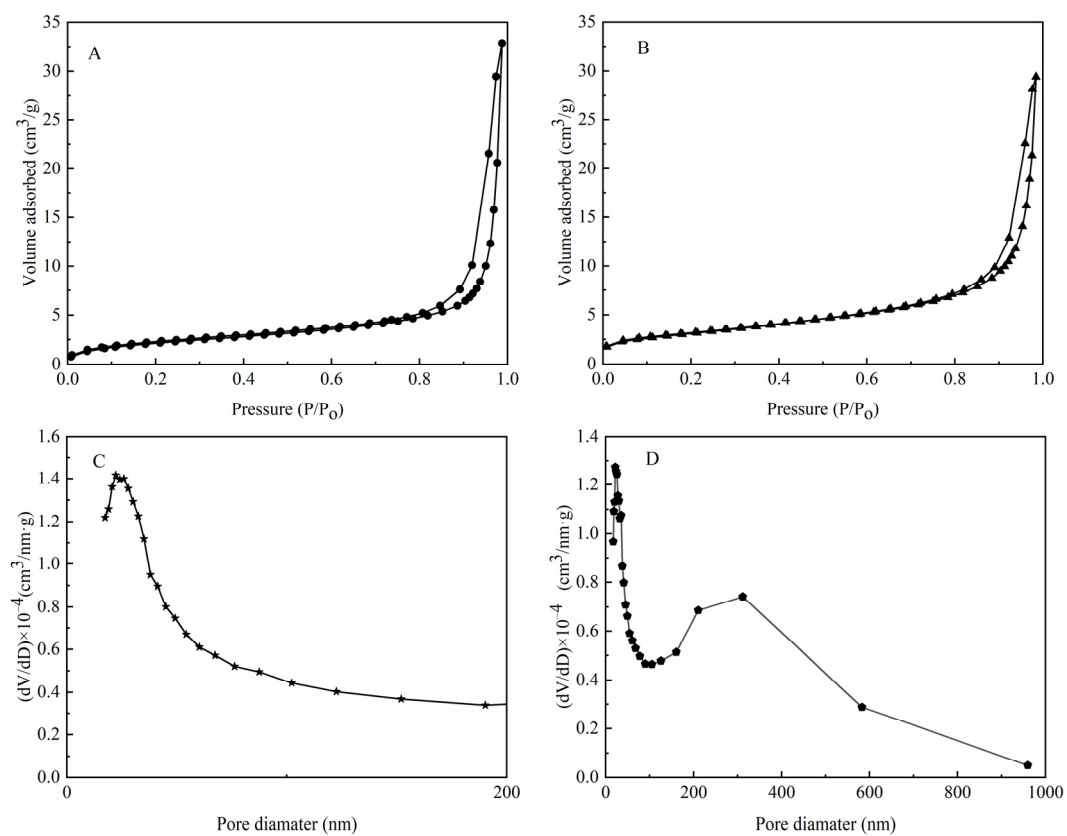 A
Volume adsorbed (cm³/g)
35
30
25
20
15
10
5
0
0.0 0.2 0.4 0.6 0.8 1.0
Pressure (P/Po)
B
Volume adsorbed (cm³/g)
35
30
25
20
15
10
5
0
0.0 0.2 0.4 0.6 0.8 1.0
Pressure (P/Po)
C
(dV/dD)×10⁻⁴(cm³/nm·g)
1.6
1.4
1.2
1.0
0.8
0.6
0.4
0.2
0.0
0 200
Pore diamater (nm)
D
(dV/dD)×10⁻⁴ (cm³/nm·g)
1.4
1.2
1.0
0.8
0.6
0.4
0.2
0.0
0 200 400 600 800 1000
Pore diamater (nm)